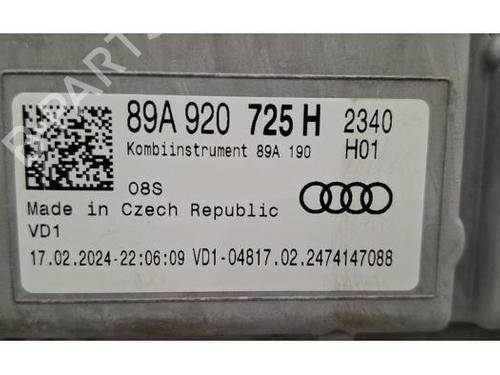 89A 920 725 H 2340
Kombiinstrument 89A 190 H01
08S
Made in Czech Republic
VD1
17.02.2024-22:06:09 VD1-04817.02.2474147088